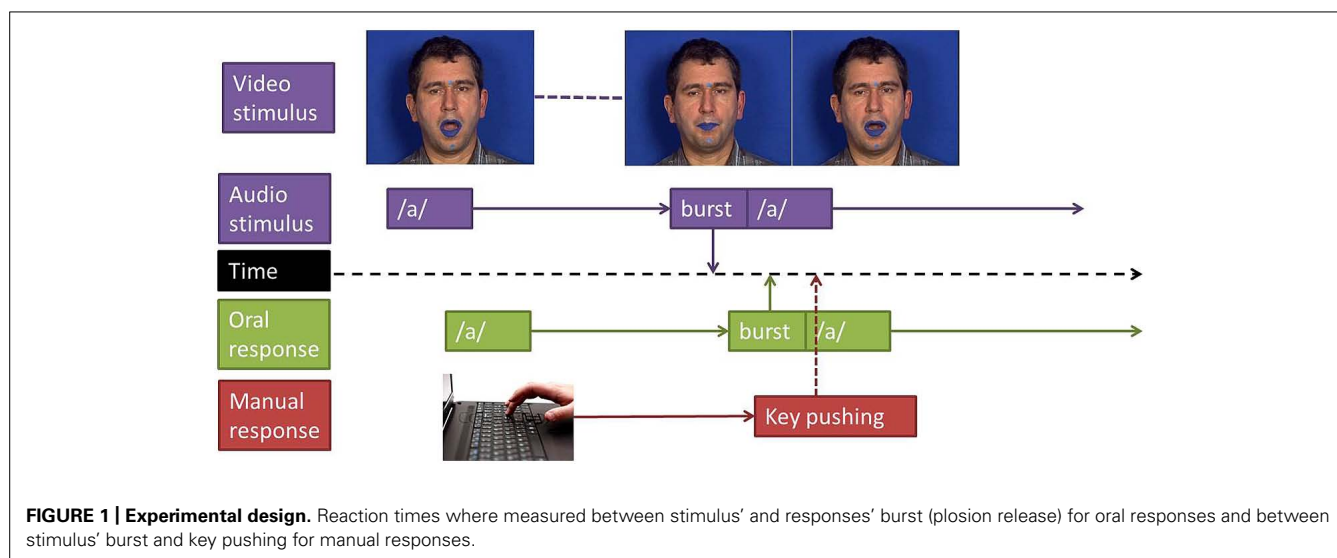 Video
stimulus
Audio
stimulus
/a/
burst
/a/
Time
Oral
response
/a/
burst
/a/
Manual
response
Key pushing
FIGURE 1 | Experimental design. Reaction times where measured between stimulus’ and responses’ burst (plosion release) for oral responses and between
stimulus’ burst and key pushing for manual responses.